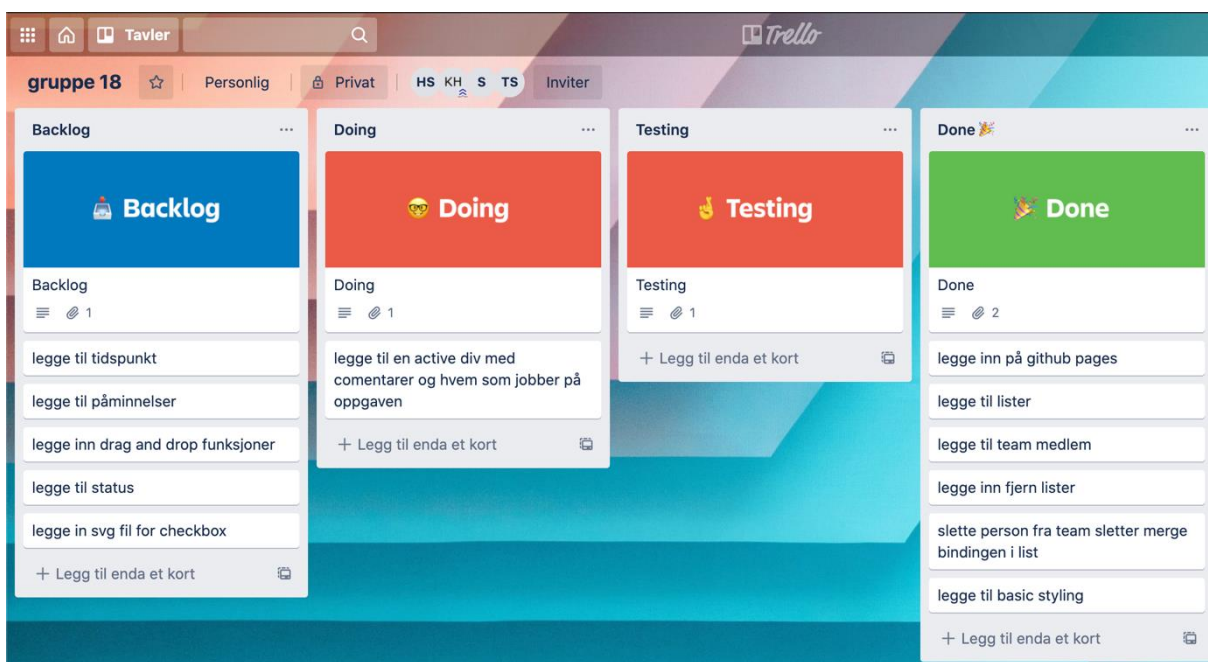 Tavler
Trello
gruppe 18
Personlig
Privat
HS KH S TS
Inviter
Backlog
Backlog
Backlog
1
legge til tidspunkt
legge til påminnelser
legge inn drag and drop funksjoner
legge til status
legge in svg fil for checkbox
+ Legg til enda et kort
Doing
Doing
Doing
1
legge til en active div med
comentarer og hvem som jobber på
oppgaven
+ Legg til enda et kort
Testing
Testing
Testing
1
+ Legg til enda et kort
Done
Done
Done
2
legge inn på github pages
legge til lister
legge til team medlem
legge inn fjern lister
slette person fra team sletter merge
bindingen i list
legge til basic styling
+ Legg til enda et kort